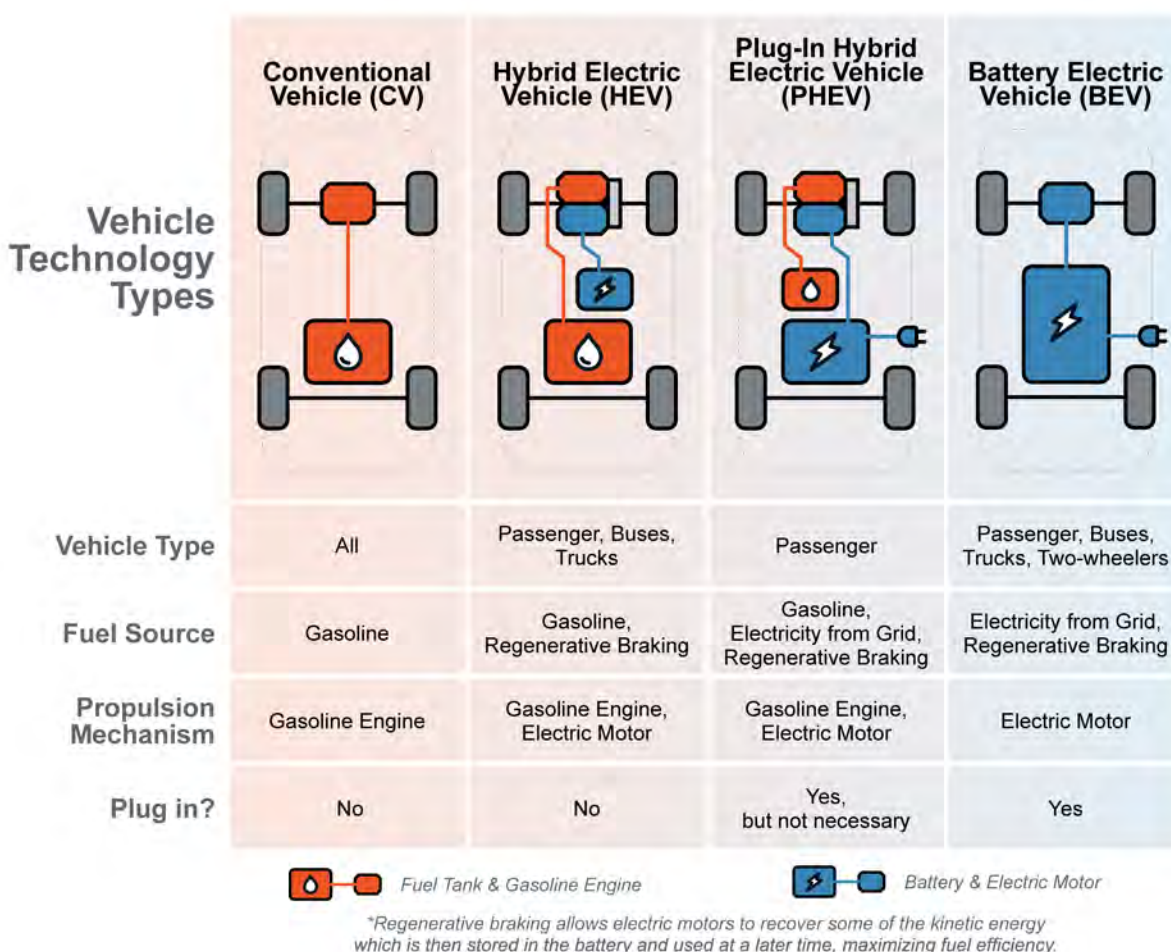 Conventional
Vehicle (CV)
Hybrid Electric
Vehicle (HEV)
Plug-In Hybrid
Electric Vehicle
(PHEV)
Battery Electric
Vehicle (BEV)
Vehicle
Technology
Types
Vehicle Type
All
Passenger, Buses,
Trucks
Passenger
Passenger, Buses,
Trucks, Two-wheelers
Fuel Source
Gasoline
Gasoline,
Regenerative Braking
Gasoline,
Electricity from Grid,
Regenerative Braking
Electricity from Grid,
Regenerative Braking
Propulsion
Mechanism
Gasoline Engine
Gasoline Engine,
Electric Motor
Gasoline Engine,
Electric Motor
Electric Motor
Plug in?
No
No
Yes,
but not necessary
Yes
Fuel Tank & Gasoline Engine
Battery & Electric Motor
*Regenerative braking allows electric motors to recover some of the kinetic energy
which is then stored in the battery and used at a later time, maximizing fuel efficiency.